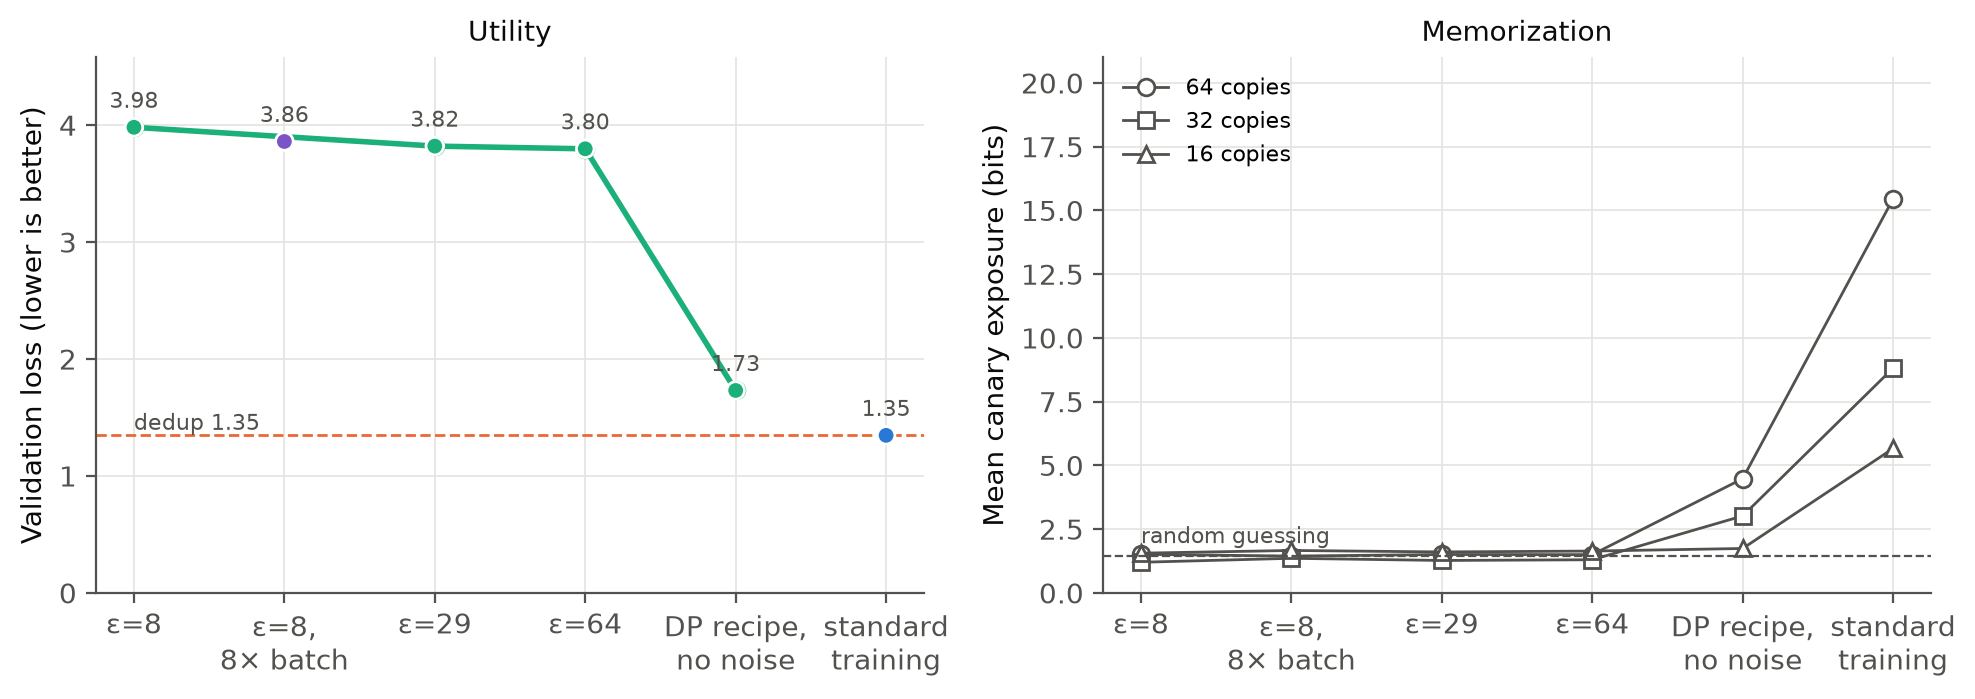 Utility
Validation loss (lower is better)
4
3
2
1
0
3.98
3.86
3.82
3.80
1.73
1.35
dedup 1.35
ε=8
ε=8,
8× batch
ε=29
ε=64
DP recipe,
no noise
standard
training
Memorization
Mean canary exposure (bits)
20.0
17.5
15.0
12.5
10.0
7.5
5.0
2.5
0.0
64 copies
32 copies
16 copies
random guessing
ε=8
ε=8,
8× batch
ε=29
ε=64
DP recipe,
no noise
standard
training